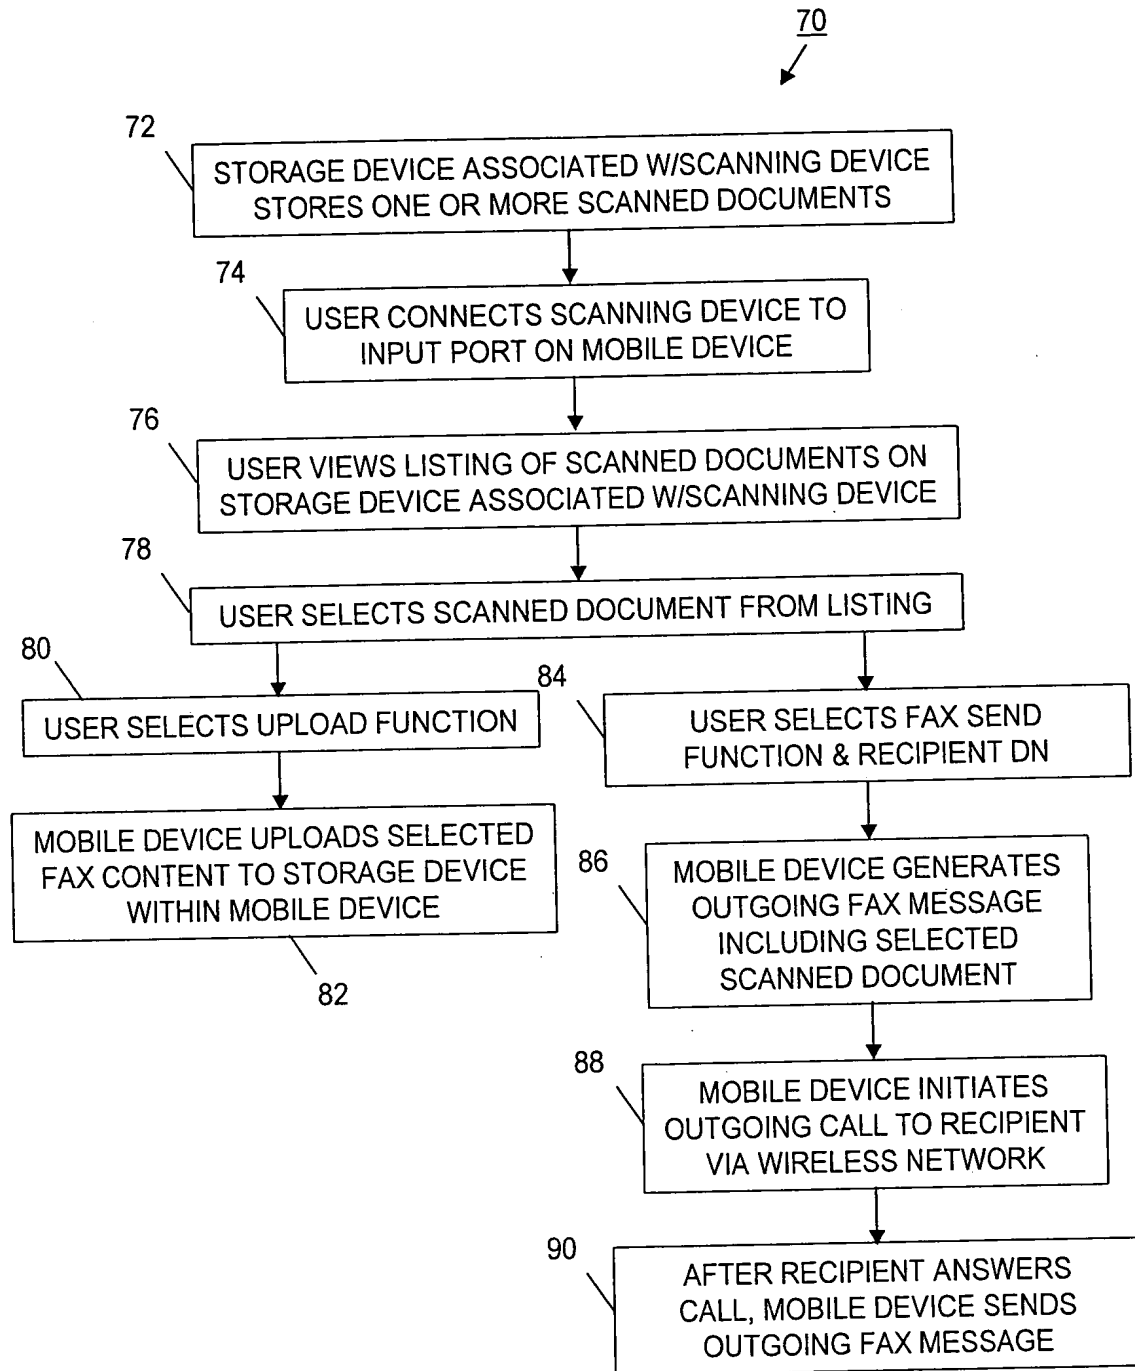 70
72
STORAGE DEVICE ASSOCIATED W/SCANNING DEVICE
STORES ONE OR MORE SCANNED DOCUMENTS
74
USER CONNECTS SCANNING DEVICE TO
INPUT PORT ON MOBILE DEVICE
76
USER VIEWS LISTING OF SCANNED DOCUMENTS ON
STORAGE DEVICE ASSOCIATED W/SCANNING DEVICE
78
USER SELECTS SCANNED DOCUMENT FROM LISTING
80
USER SELECTS UPLOAD FUNCTION
MOBILE DEVICE UPLOADS SELECTED
FAX CONTENT TO STORAGE DEVICE
WITHIN MOBILE DEVICE
82
84
USER SELECTS FAX SEND
FUNCTION & RECIPIENT DN
86
MOBILE DEVICE GENERATES
OUTGOING FAX MESSAGE
INCLUDING SELECTED
SCANNED DOCUMENT
88
MOBILE DEVICE INITIATES
OUTGOING CALL TO RECIPIENT
VIA WIRELESS NETWORK
90
AFTER RECIPIENT ANSWERS
CALL, MOBILE DEVICE SENDS
OUTGOING FAX MESSAGE